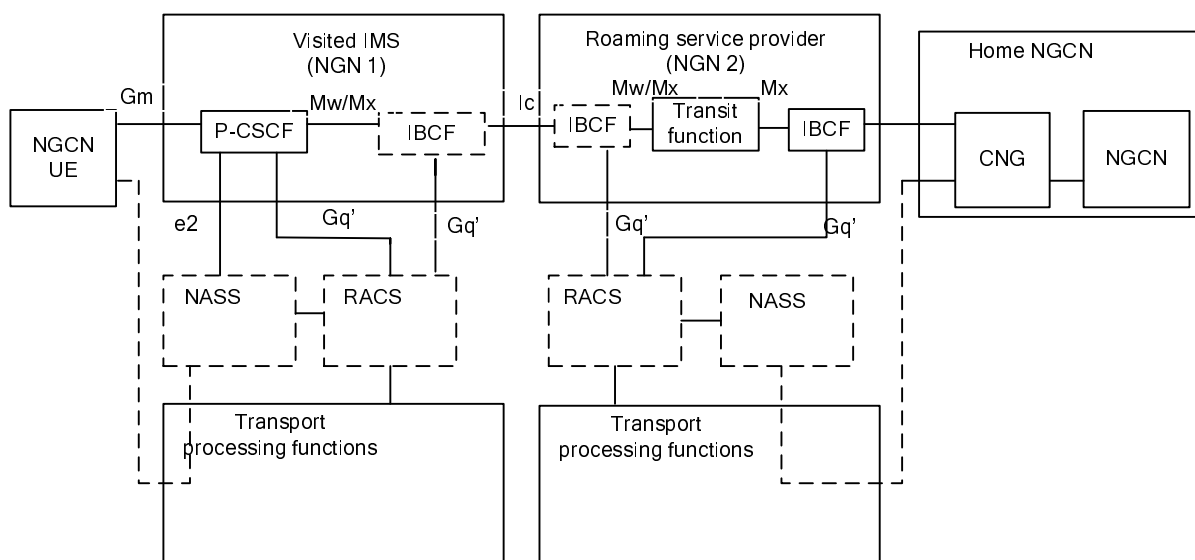 Visited IMS
(NGN 1)
Roaming service provider
(NGN 2)
Home NGCN
Gm
Mw/Mx
Ic
Mw/Mx
Mx
NGCN
UE
P-CSCF
IBCF
IBCF
Transit
function
IBCF
CNG
NGCN
e2
Gq’
Gq’
Gq’
Gq’
NASS
RACS
RACS
NASS
Transport
processing functions
Transport
processing functions